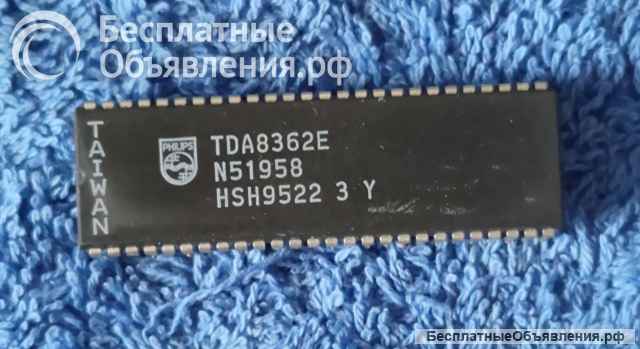 Бесплатные
Объявления.рф
TAIWAN
PHILIPS
TDA8362E
N51958
HSH9522 3 Y
БесплатныеОбъявления.рф